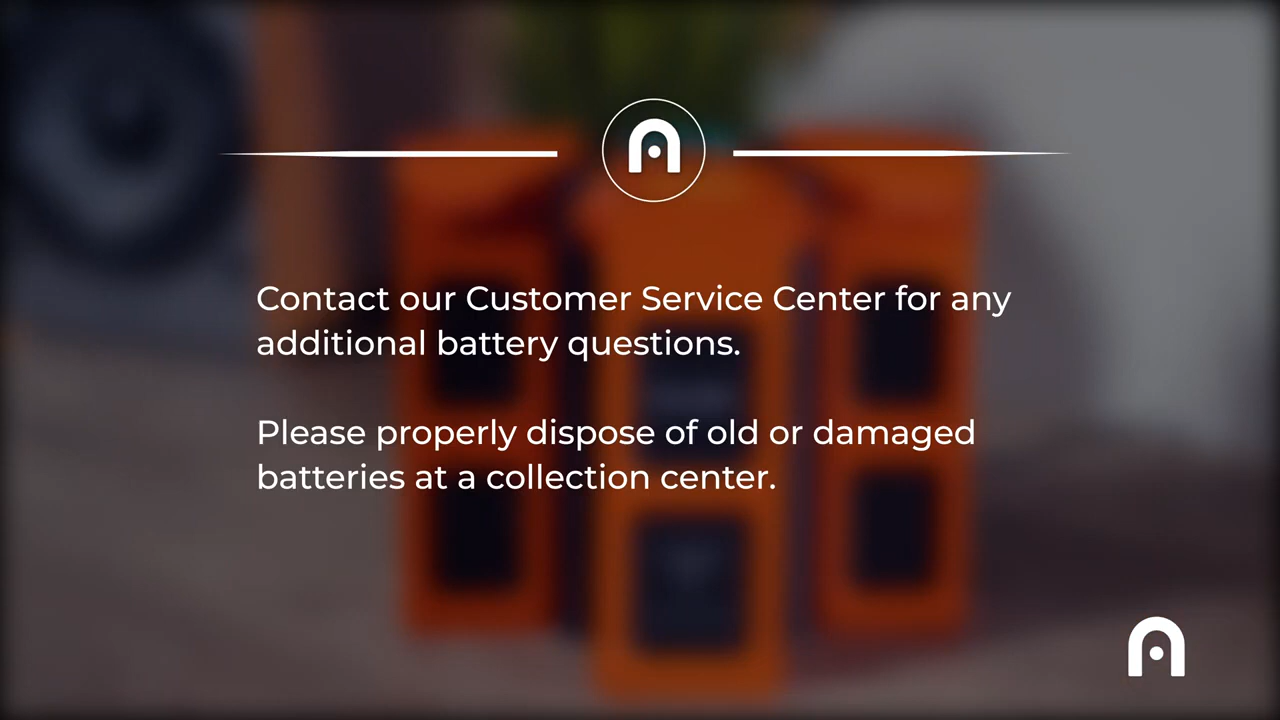 Contact our Customer Service Center for any
additional battery questions.
Please properly dispose of old or damaged
batteries at a collection center.